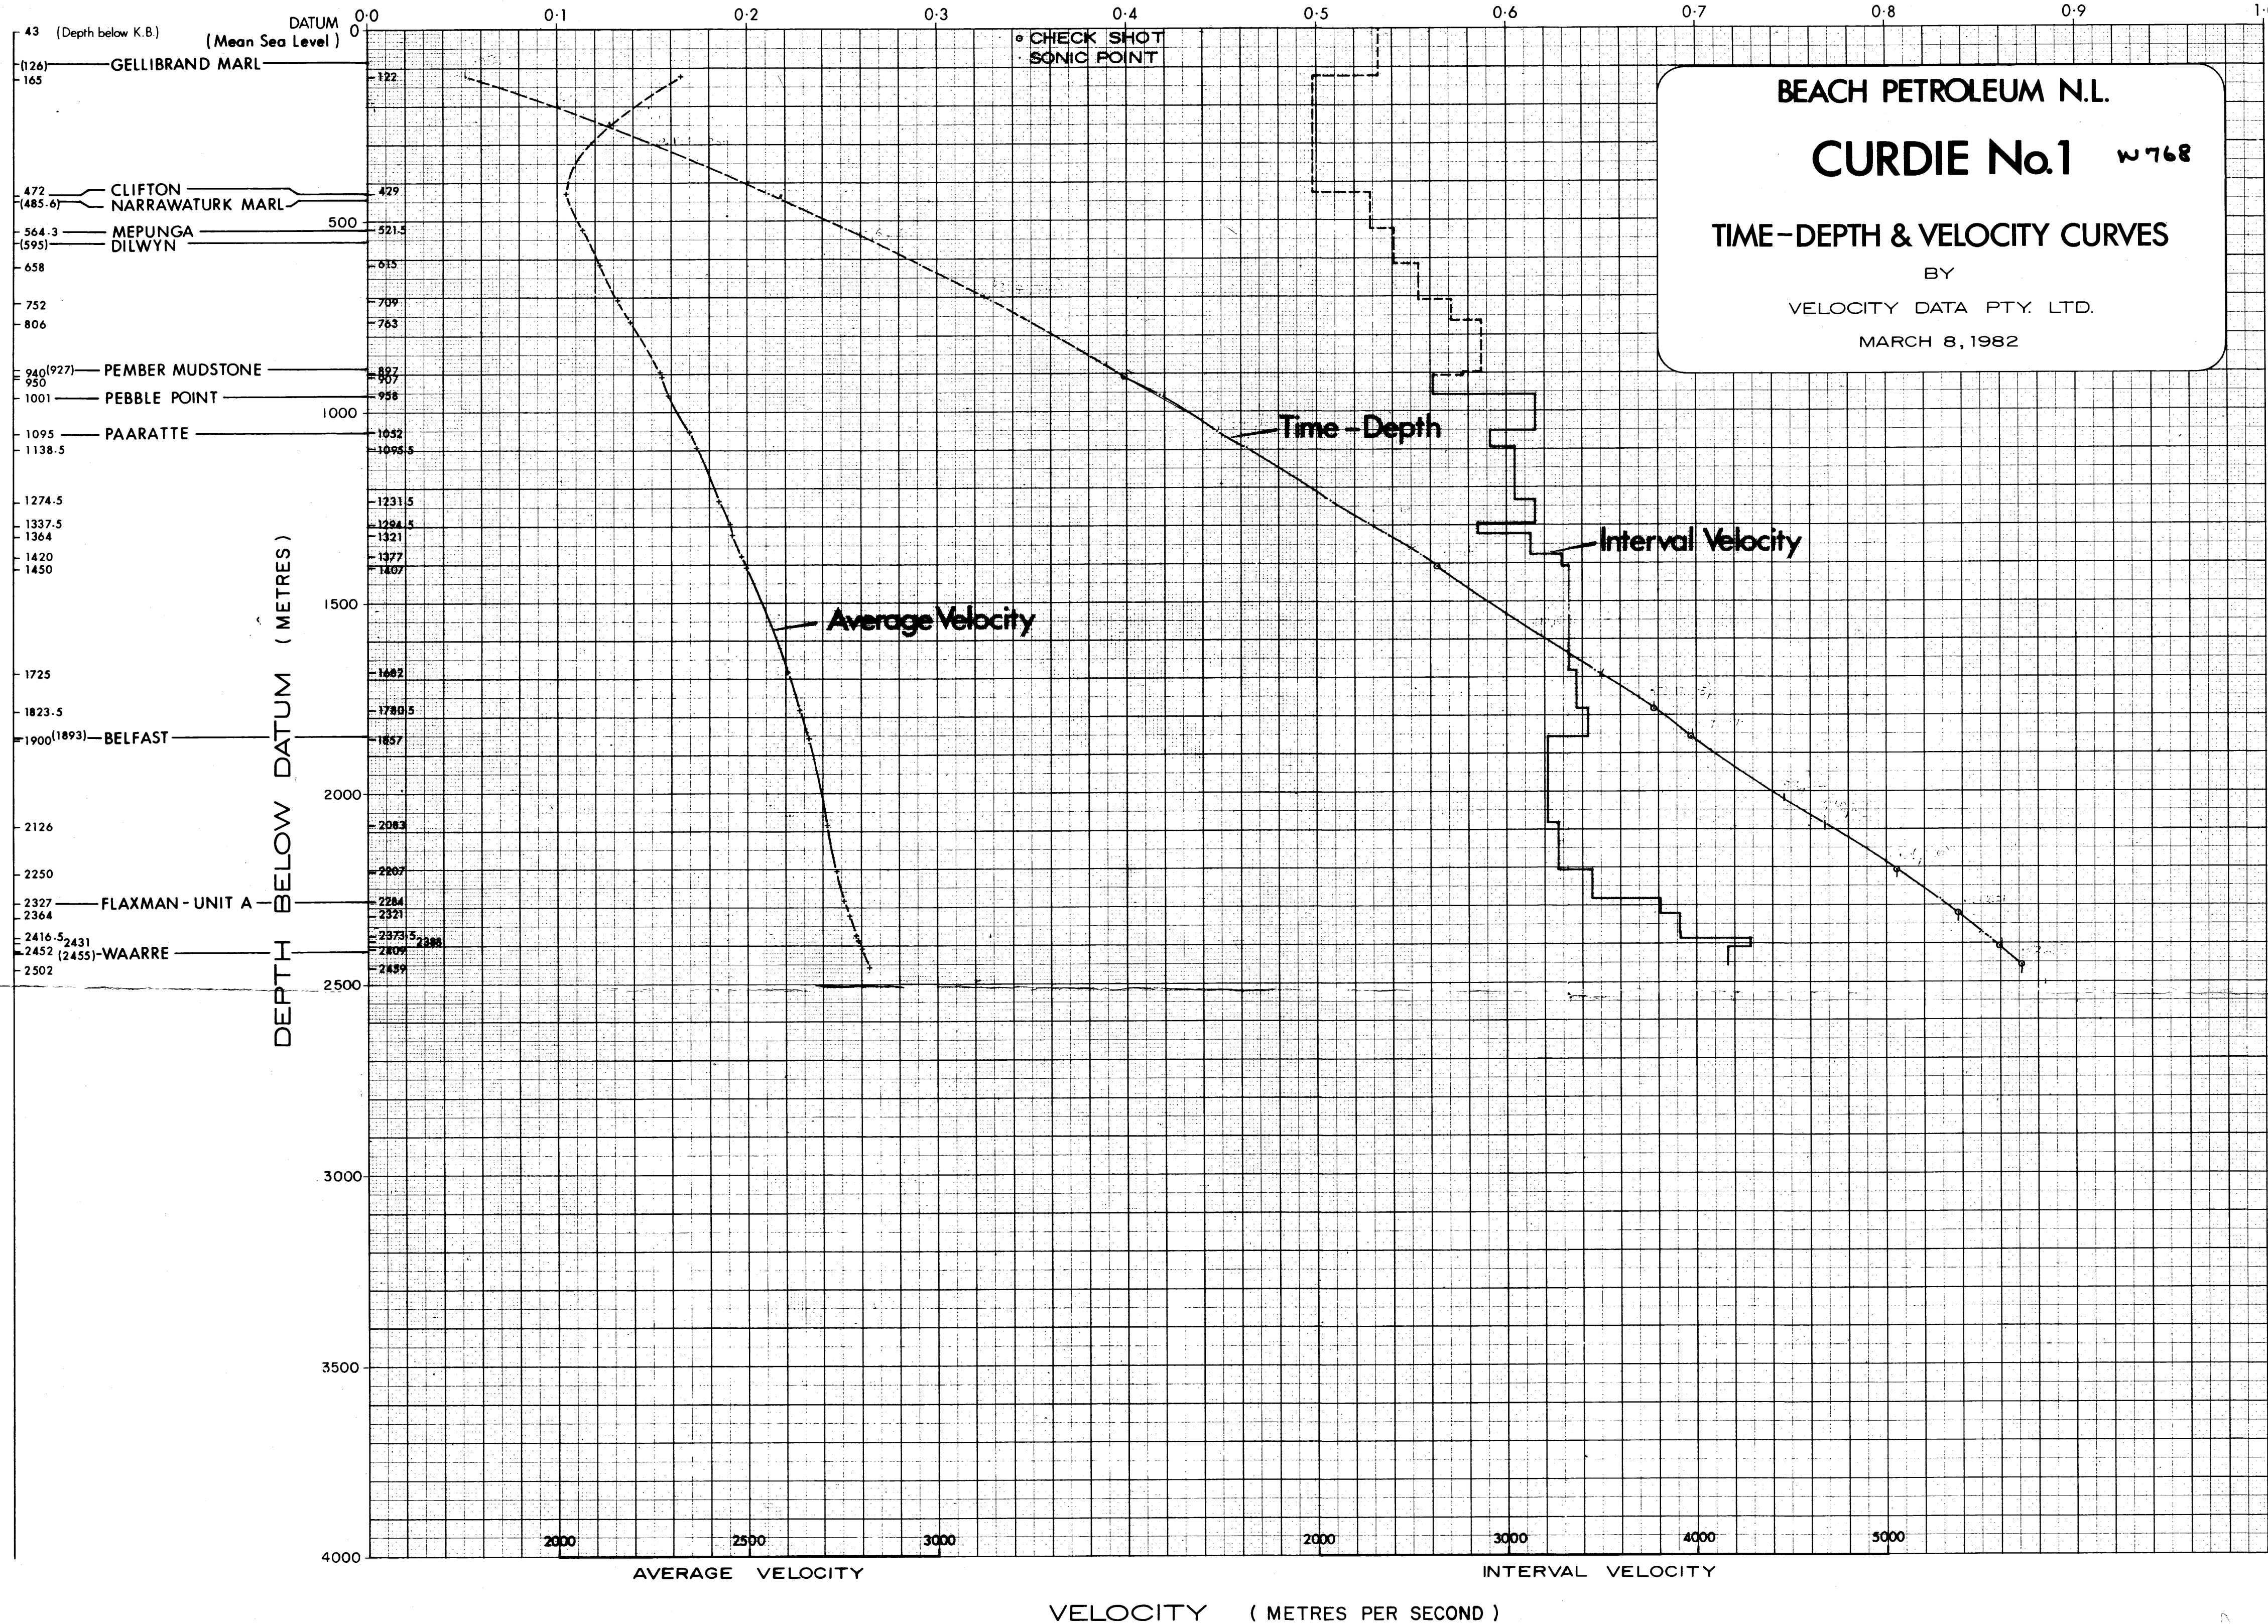 0·0 0·1 0·2 0·3 0·4 0·5 0·6 0·7 0·8 0·9 1·
DATUM 0
(Mean Sea Level)
43 (Depth below K.B.)
(126) GELLIBRAND MARL
165
472 CLIFTON
(485·6) NARRAWATURK MARL
564·3 MEPUNGA
(595) DILWYN
658
752
806
940 (927) PEMBER MUDSTONE
950
1001 PEBBLE POINT
1095 PAARATTE
1138·5
1274·5
1337·5
1364
1420
1450
1725
1823·5
1900 (1893) BELFAST
2126
2250
2327 FLAXMAN - UNIT A
2364
2416·5
2431
2452 (2455) WAARRE
2502
DEPTH BELOW DATUM (METRES)
500
1000
1500
2000
2500
3000
3500
4000
122
429
521·5
615
709
763
897
907
958
1052
1095·5
1231·5
1294·5
1321
1377
1407
1682
1780·5
1857
2083
2207
2284
2321
2373·5
2388
2409
2459
CHECK SHOT
SONIC POINT
BEACH PETROLEUM N.L.
CURDIE No.1 W768
TIME-DEPTH & VELOCITY CURVES
BY
VELOCITY DATA PTY. LTD.
MARCH 8, 1982
Time - Depth
Interval Velocity
Average Velocity
2000 2500 3000 2000 3000 4000 5000
AVERAGE VELOCITY INTERVAL VELOCITY
VELOCITY (METRES PER SECOND)